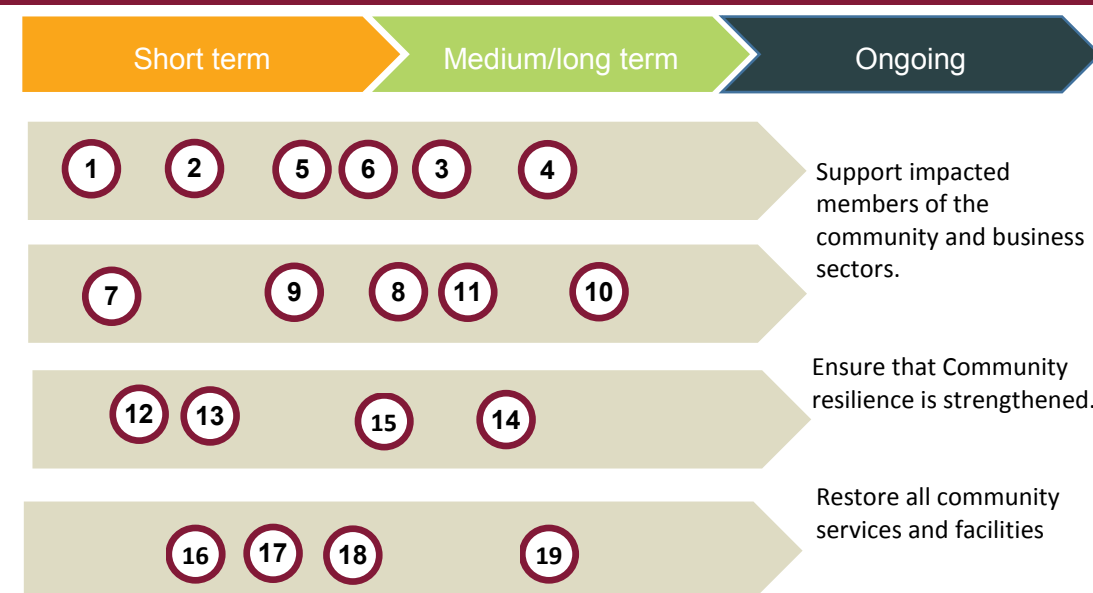 Short term
Medium/long term
Ongoing
1
2
5
6
3
4
Support impacted
members of the
community and business
sectors.
7
9
8
11
10
Ensure that Community
resilience is strengthened.
12
13
15
14
Restore all community
services and facilities
16
17
18
19